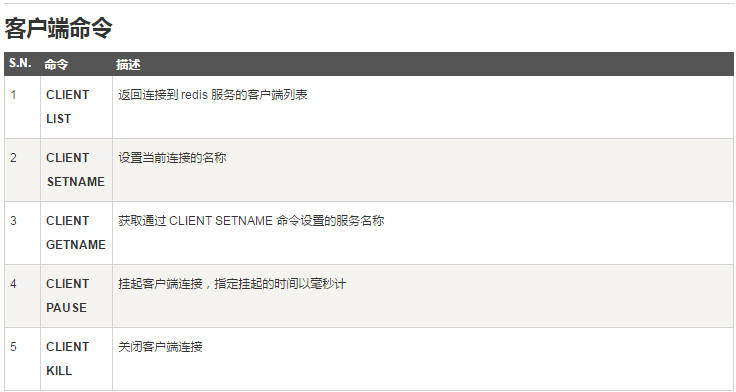 客户端命令
S.N. 命令 描述
1 CLIENT 返回连接到 redis 服务的客户端列表
LIST
2 CLIENT 设置当前连接的名称
SETNAME
3 CLIENT 获取通过 CLIENT SETNAME 命令设置的服务名称
GETNAME
4 CLIENT 挂起客户端连接，指定挂起的时间以毫秒计
PAUSE
5 CLIENT 关闭客户端连接
KILL